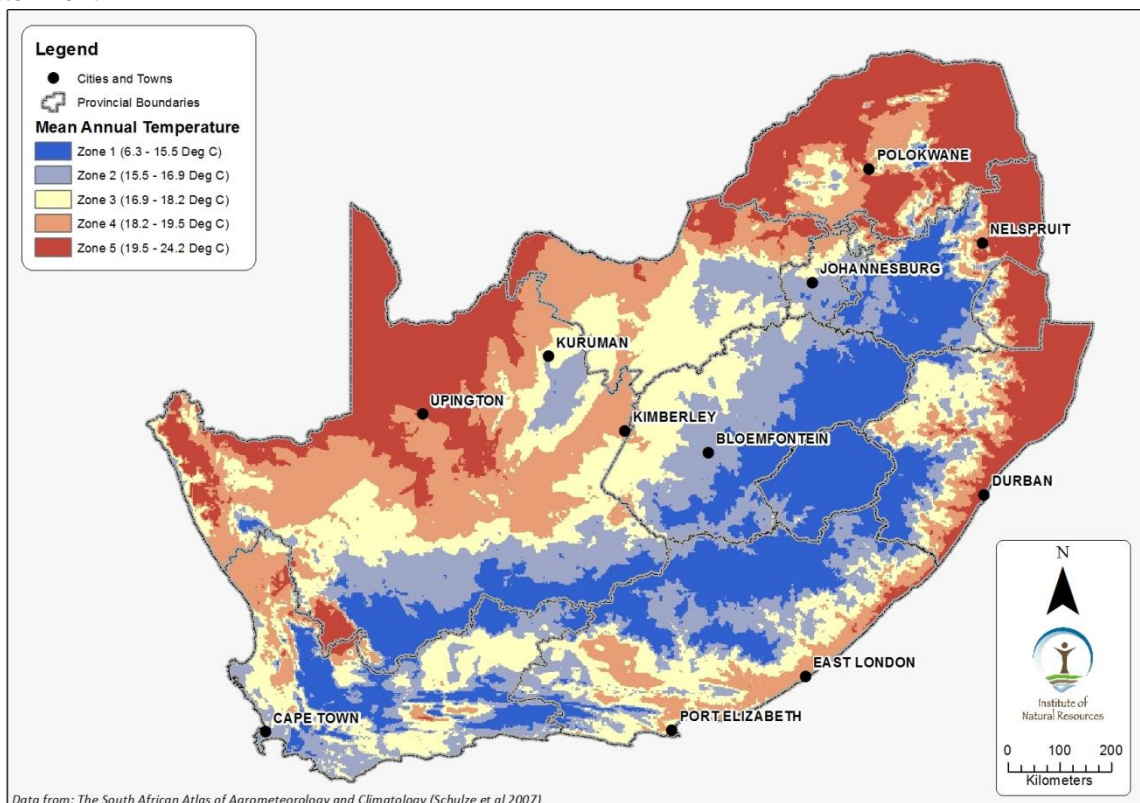 Legend
Cities and Towns
Provincial Boundaries
Mean Annual Temperature
Zone 1 (6.3 - 15.5 Deg C)
Zone 2 (15.5 - 16.9 Deg C)
Zone 3 (16.9 - 18.2 Deg C)
Zone 4 (18.2 - 19.5 Deg C)
Zone 5 (19.5 - 24.2 Deg C)
POLOKWANE
NELSPRUIT
JOHANNESBURG
KURUMAN
UPINGTON
KIMBERLEY
BLOEMFONTEIN
DURBAN
EAST LONDON
PORT ELIZABETH
CAPE TOWN
N
Institute of
Natural Resources
0 100 200
Kilometers
Data from: The South African Atlas of Agrometeorology and Climatology (Schulze et al 2007)